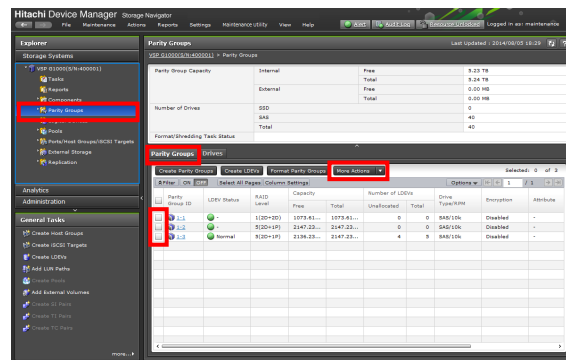 Hitachi Device Manager Storage Navigator
File Maintenance Actions Reports Settings Maintenance Utility View Help Alert Audit Log Resource Unlocked Logged in as: maintenance
Explorer
Storage Systems
VSP G1000(S/N:400001)
Tasks
Reports
Components
Parity Groups
Pools
Ports/Host Groups/iSCSI Targets
External Storage
Replication
Analytics
Administration
General Tasks
Create Host Groups
Create iSCSI Targets
Create LDEVs
Add LUN Paths
Create Pools
Add External Volumes
Create SI Pairs
Create TI Pairs
Create TC Pairs
more...
Parity Groups Last Updated : 2014/08/05 18:29
VSP G1000(S/N:400001) > Parity Groups
Parity Group Capacity Internal Free 5.23 TB
Total 5.24 TB
External Free 0.00 MB
Total 0.00 MB
Number of Drives SSD 0
SAS 40
Total 40
Format/Shredding Task Status
Parity Groups Drives
Create Parity Groups Create LDEVs Format Parity Groups More Actions Selected: 0 of 3
Filter ON OFF Select All Pages Column Settings Options 1 / 1
Parity Group ID LDEV Status RAID Level Capacity Number of LDEVs Drive Type/RPM Encryption Attribute
Free Total Unallocated Total
1-1 - 1(2D+2D) 1073.61... 1073.61... 0 0 SAS/10k Disabled -
1-2 - 5(3D+1P) 2147.23... 2147.23... 0 0 SAS/10k Disabled -
1-3 Normal 5(3D+1P) 2136.23... 2147.23... 4 5 SAS/10k Disabled -